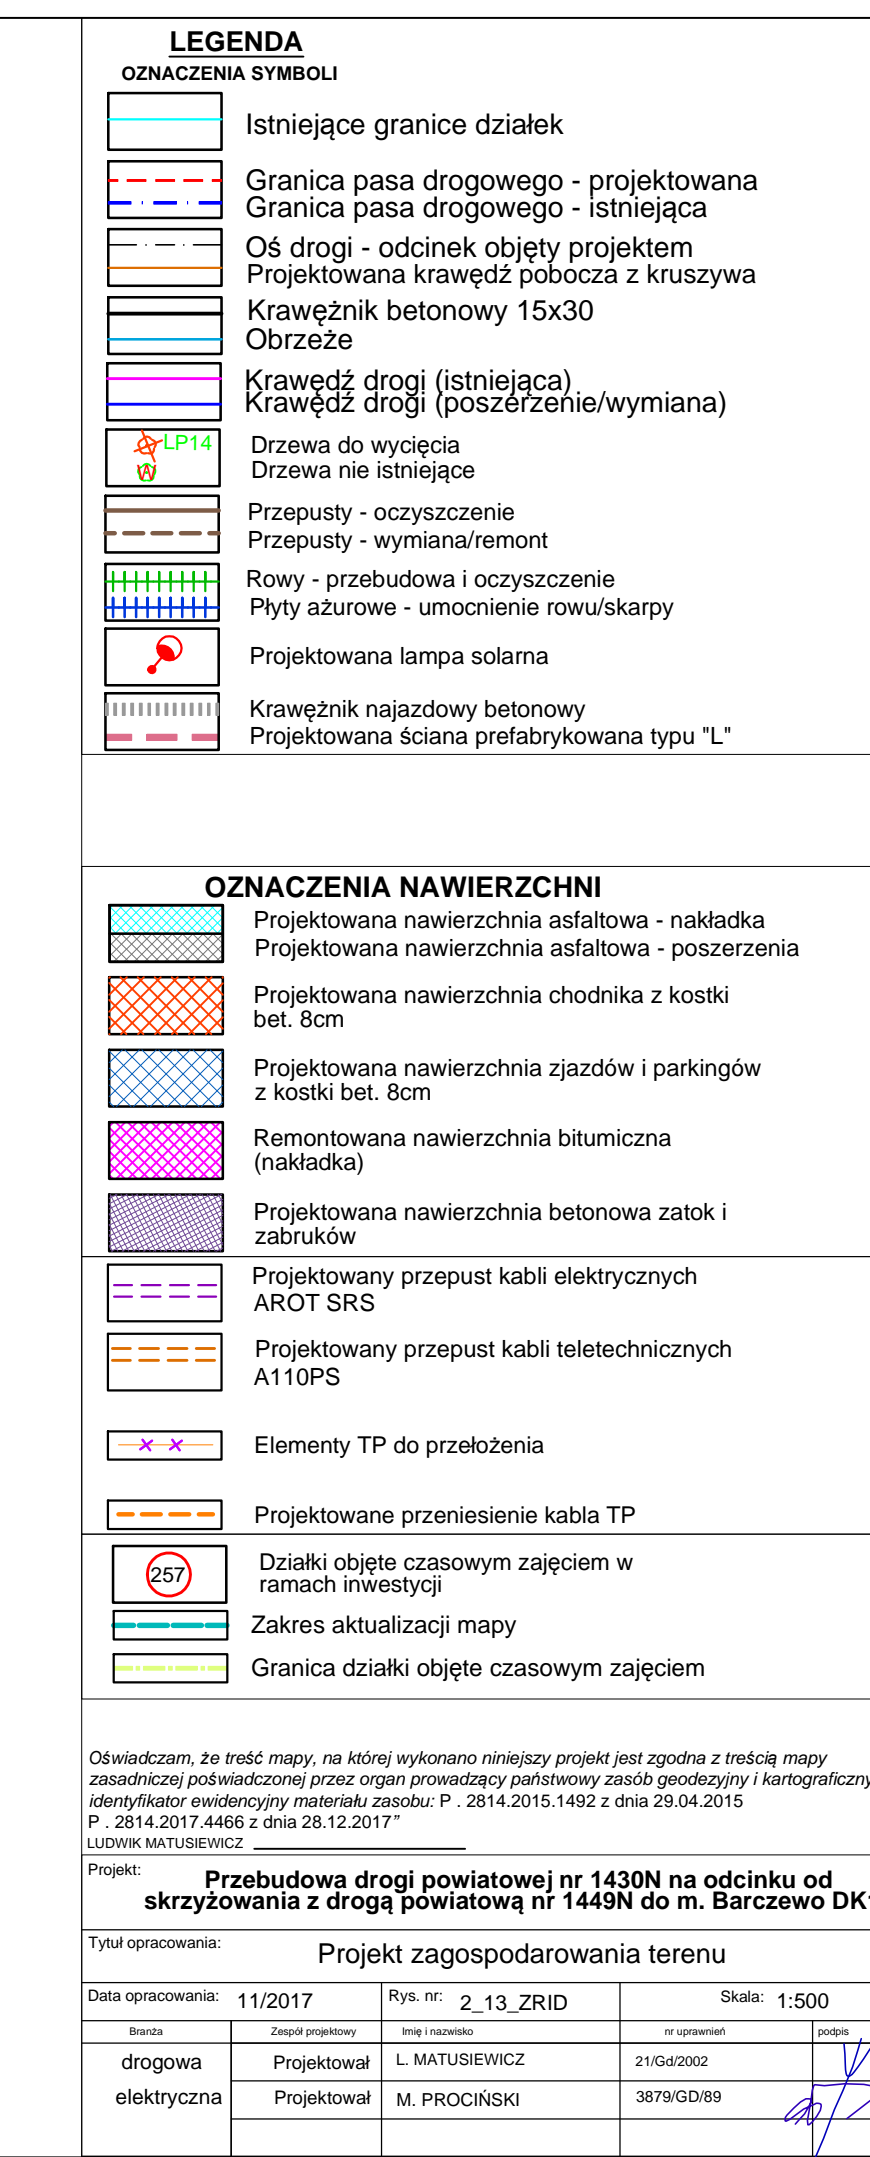 LEGENDA
OZNACZENIA SYMBOLI
Istniejące granice działek
Granica pasa drogowego - projektowana
Granica pasa drogowego - istniejąca
Oś drogi - odcinek objęty projektem
Projektowana krawędź pobocza z kruszywa
Krawężnik betonowy 15x30
Obrzeże
Krawędź drogi (istniejąca)
Krawędź drogi (poszerzenie/wymiana)
LP14
Drzewa do wycięcia
W
Drzewa nie istniejące
Przepusty - oczyszczenie
Przepusty - wymiana/remont
Rowy - przebudowa i oczyszczenie
Płyty ażurowe - umocnienie rowu/skarpy
Projektowana lampa solarna
Krawężnik najazdowy betonowy
Projektowana ściana prefabrykowana typu "L"
OZNACZENIA NAWIERZCHNI
Projektowana nawierzchnia asfaltowa - nakładka
Projektowana nawierzchnia asfaltowa - poszerzenia
Projektowana nawierzchnia chodnika z kostki
bet. 8cm
Projektowana nawierzchnia zjazdów i parkingów
z kostki bet. 8cm
Remontowana nawierzchnia bitumiczna
(nakładka)
Projektowana nawierzchnia betonowa zatok i
zabruków
Projektowany przepust kabli elektrycznych
AROT SRS
Projektowany przepust kabli teletechnicznych
A110PS
Elementy TP do przełożenia
Projektowane przeniesienie kabla TP
257
Działki objęte czasowym zajęciem w
ramach inwestycji
Zakres aktualizacji mapy
Granica działki objęte czasowym zajęciem
Oświadczam, że treść mapy, na której wykonano niniejszy projekt jest zgodna z treścią mapy
zasadniczej poświadczonej przez organ prowadzący państwowy zasób geodezyjny i kartograficzny
identyfikator ewidencyjny materiału zasobu: P . 2814.2015.1492 z dnia 29.04.2015
P . 2814.2017.4466 z dnia 28.12.2017"
LUDWIK MATUSIEWICZ
Projekt:
Przebudowa drogi powiatowej nr 1430N na odcinku od
skrzyżowania z drogą powiatową nr 1449N do m. Barczewo
Tytuł opracowania:
Projekt zagospodarowania terenu
Data opracowania: 11/2017 Rys. nr: 2_13_ZRID Skala: 1:500
Branża Zespół projektowy Imię i nazwisko nr uprawnień podpis
drogowa Projektował L. MATUSIEWICZ 21/Gd/2002
elektryczna Projektował M. PROCIŃSKI 3879/GD/89